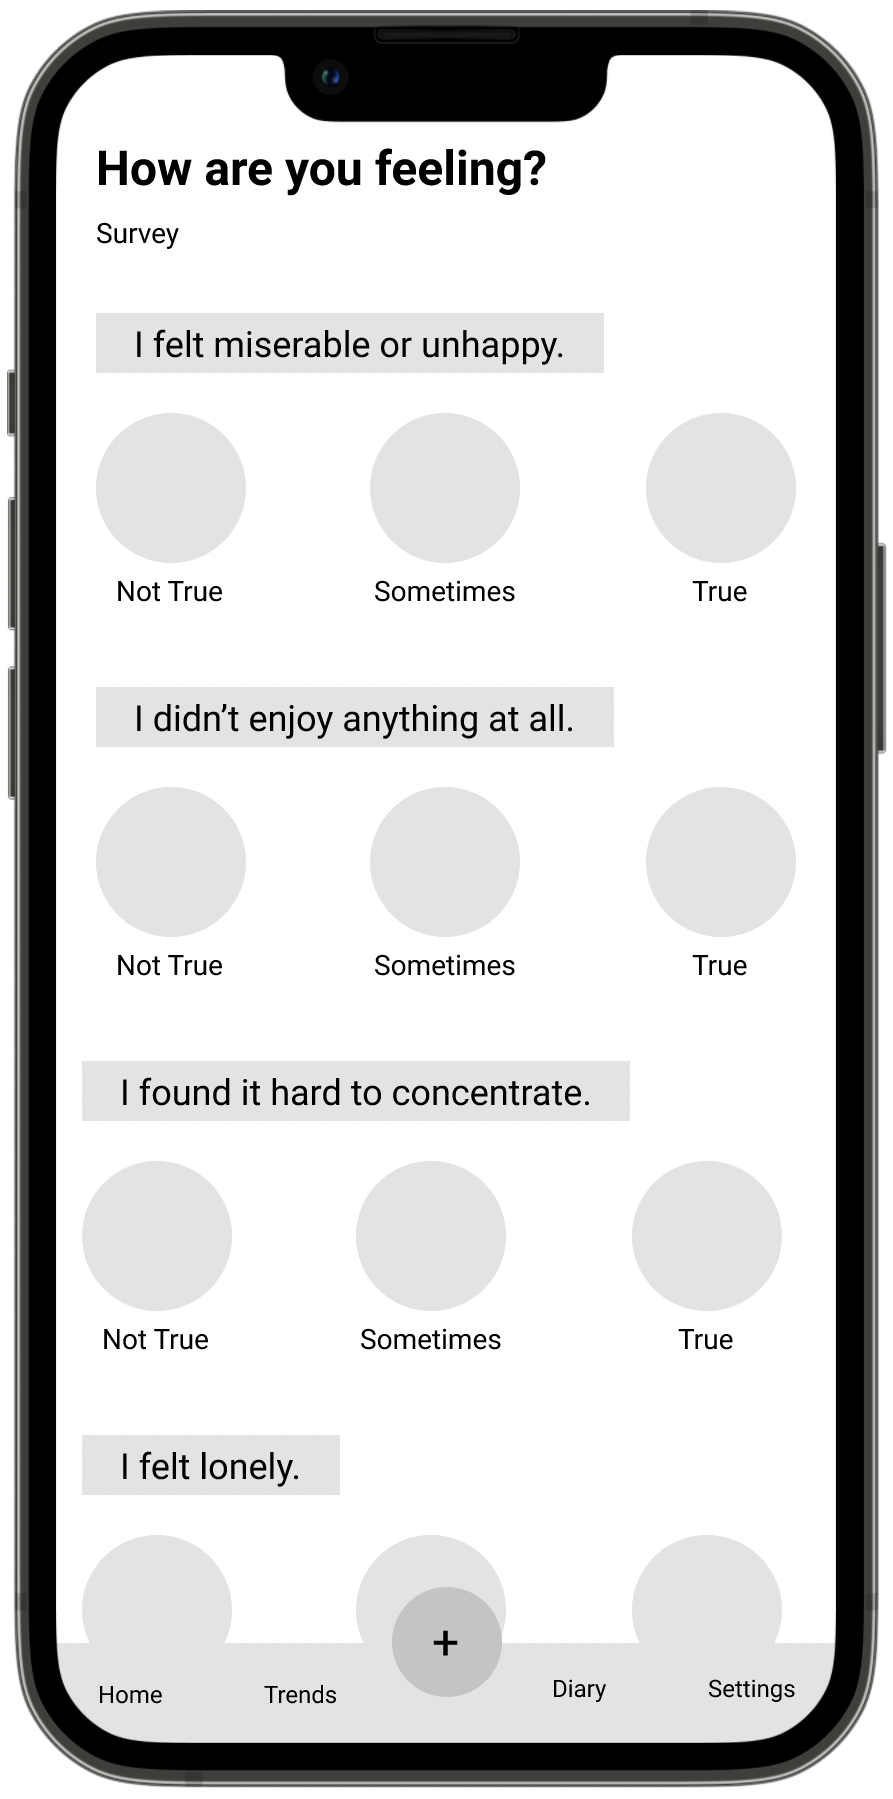 How are you feeling?
Survey
I felt miserable or unhappy.
Not True Sometimes True
I didn’t enjoy anything at all.
Not True Sometimes True
I found it hard to concentrate.
Not True Sometimes True
I felt lonely.
+
Home Trends Diary Settings